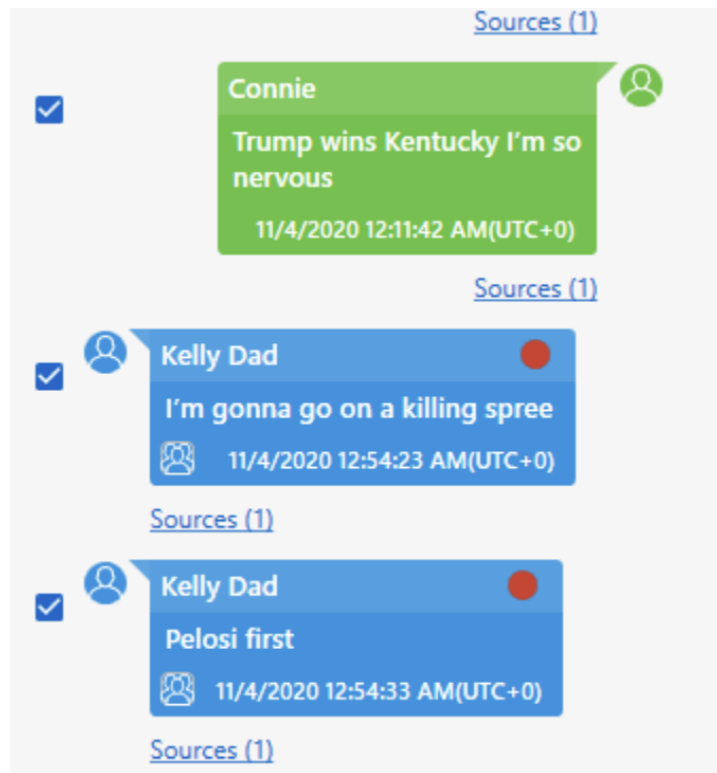 Sources (1)
Connie
Trump wins Kentucky I'm so
nervous
11/4/2020 12:11:42 AM(UTC+0)
Sources (1)
Kelly Dad
I'm gonna go on a killing spree
11/4/2020 12:54:23 AM(UTC+0)
Sources (1)
Kelly Dad
Pelosi first
11/4/2020 12:54:33 AM(UTC+0)
Sources (1)